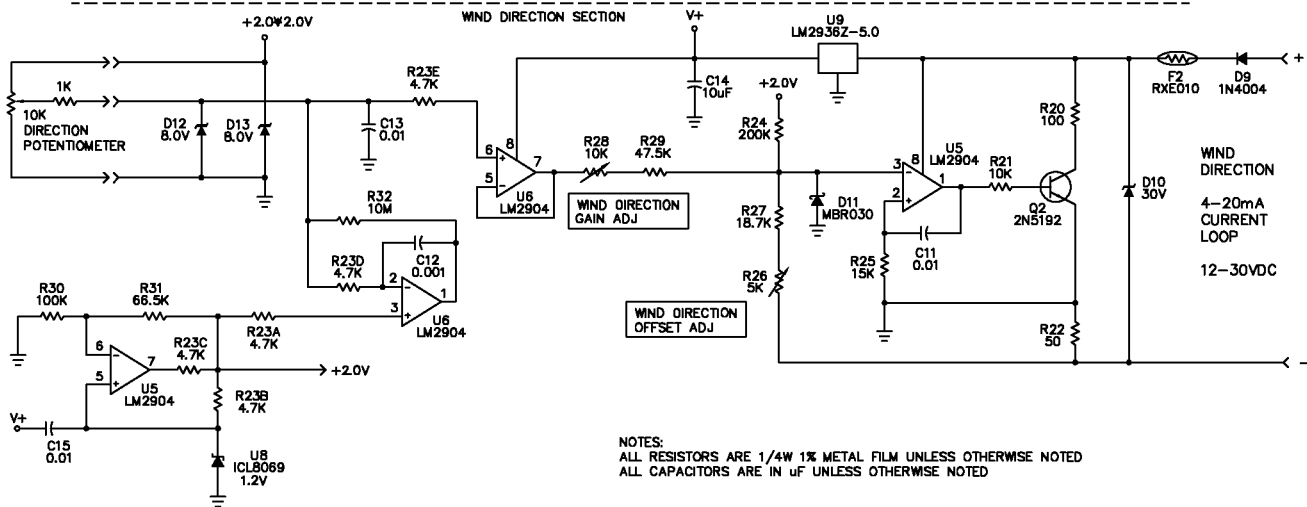 WIND DIRECTION SECTION
+2.0V
+2.0V
1K
10K
DIRECTION
POTENTIOMETER
D12
8.0V
D13
8.0V
C13
0.01
R23E
4.7K
6
5
8
7
+
−
U6
LM2904
R28
10K
R29
47.5K
WIND DIRECTION
GAIN ADJ
V+
C14
10uF
U9
LM2936Z-5.0
+2.0V
R24
200K
R27
18.7K
R26
5K
WIND DIRECTION
OFFSET ADJ
D11
MBR030
3
2
8
1
−
+
U5
LM2904
R25
15K
C11
0.01
R21
10K
Q2
2N5192
R20
100
R22
50
D10
30V
F2
RXE010
D9
1N4004
+
−
WIND
DIRECTION
4-20mA
CURRENT
LOOP
12-30VDC
R32
10M
C12
0.001
R23D
4.7K
2
3
1
−
+
U6
LM2904
R30
100K
R31
66.5K
R23A
4.7K
6
5
7
−
+
U5
LM2904
R23C
4.7K
+2.0V
R23B
4.7K
V+
C15
0.01
U8
ICL8069
1.2V
NOTES:
ALL RESISTORS ARE 1/4W 1% METAL FILM UNLESS OTHERWISE NOTED
ALL CAPACITORS ARE IN uF UNLESS OTHERWISE NOTED